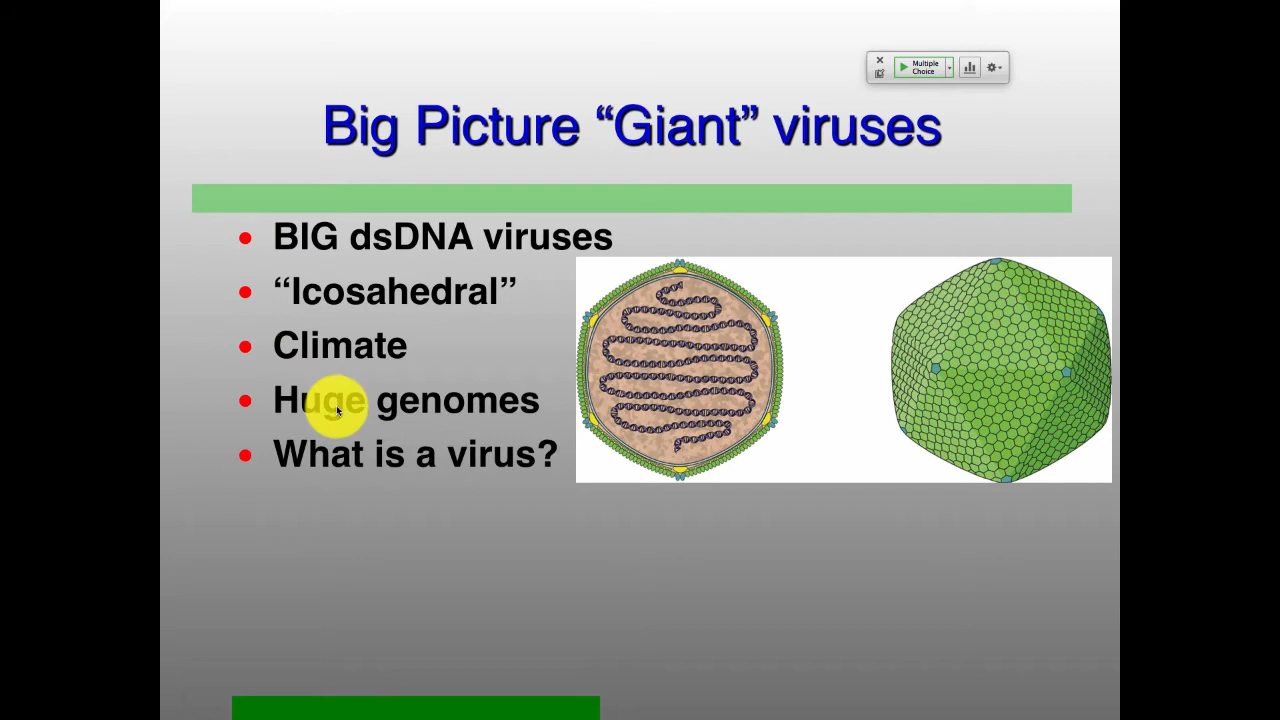 Multiple
Choice
Big Picture “Giant” viruses
BIG dsDNA viruses
“Icosahedral”
Climate
Huge genomes
What is a virus?